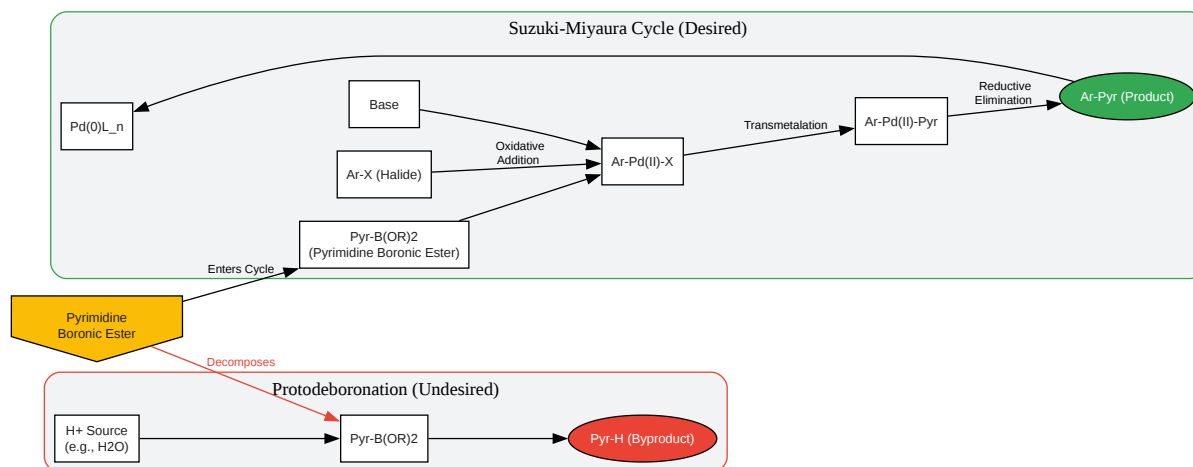 Suzuki-Miyaura Cycle (Desired)
Pd(0)L_n
Base
Ar-X (Halide)
Oxidative
Addition
Pyr-B(OR)2
(Pyrimidine Boronic Ester)
Ar-Pd(II)-X
Transmetalation
Ar-Pd(II)-Pyr
Reductive
Elimination
Ar-Pyr (Product)
Enters Cycle
Pyrimidine
Boronic Ester
Decomposes
Protodeboronation (Undesired)
H+ Source
(e.g., H2O)
Pyr-B(OR)2
Pyr-H (Byproduct)